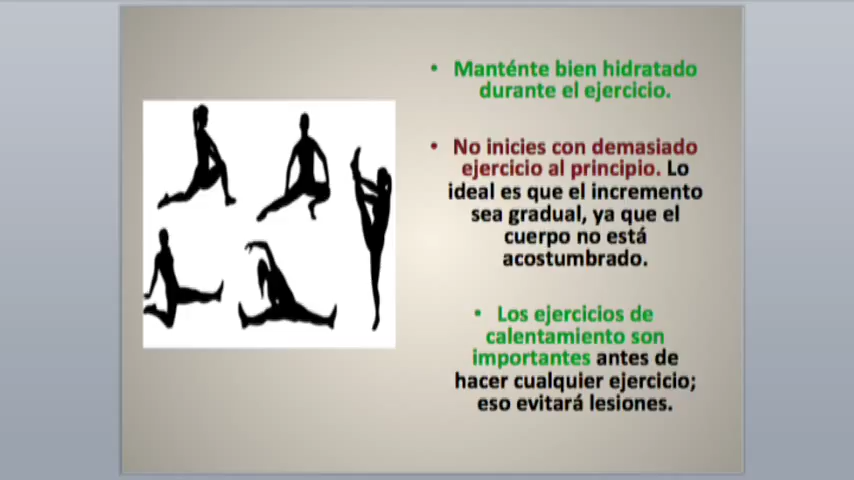 • Manténte bien hidratado
durante el ejercicio.
• No inicies con demasiado
ejercicio al principio. Lo
ideal es que el incremento
sea gradual, ya que el
cuerpo no está
acostumbrado.
• Los ejercicios de
calentamiento son
importantes antes de
hacer cualquier ejercicio;
eso evitará lesiones.